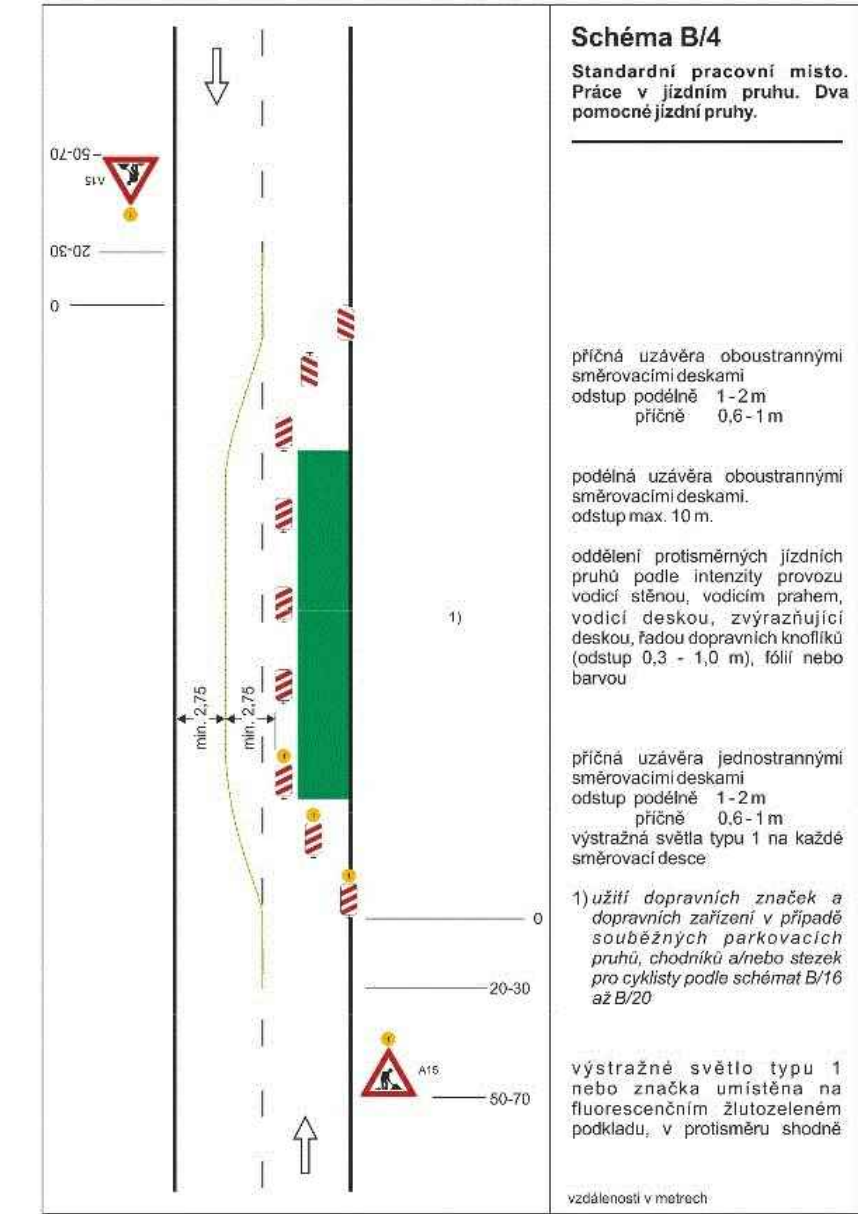 Schéma B/4
Standardní pracovní místo.
Práce v jízdním pruhu. Dva
pomocné jízdní pruhy.
50-70
A15
20-30
0
příčná uzávěra oboustrannými
směrovacími deskami
odstup podélně 1-2 m
příčně 0,6-1 m
podélná uzávěra oboustrannými
směrovacími deskami.
odstup max. 10 m.
oddělení protisměrných jízdních
pruhů podle intenzity provozu
vodicí stěnou, vodicím prahem,
vodicí deskou, zvýrazňující
deskou, řadou dopravních knoflíků
(odstup 0,3 - 1,0 m), fólií nebo
barvou
1)
min. 2,75
min. 2,75
příčná uzávěra jednostrannými
směrovacími deskami
odstup podélně 1-2 m
příčně 0,6-1 m
výstražná světla typu 1 na každé
směrovací desce
1) užití dopravních značek a
dopravních zařízení v případě
souběžných parkovacích
pruhů, chodníků a/nebo stezek
pro cyklisty podle schémat B/16
až B/20
0
20-30
A15
50-70
výstražné světlo typu 1
nebo značka umístěna na
fluorescenčním žlutozeleném
podkladu, v protisměru shodně
vzdálenosti v metrech